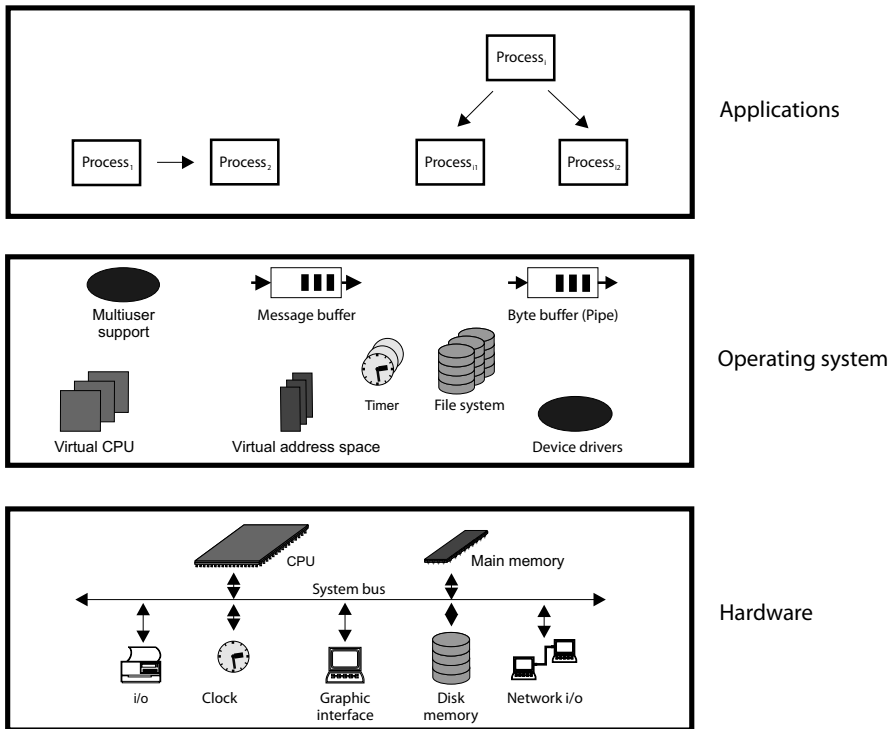 Processᵢ
Applications
Process₁
Process₂
Processᵢ₁
Processᵢ₂
Multiuser
support
Message buffer
Byte buffer (Pipe)
Operating system
Timer
File system
Virtual CPU
Virtual address space
Device drivers
CPU
Main memory
System bus
Hardware
i/o
Clock
Graphic
interface
Disk
memory
Network i/o